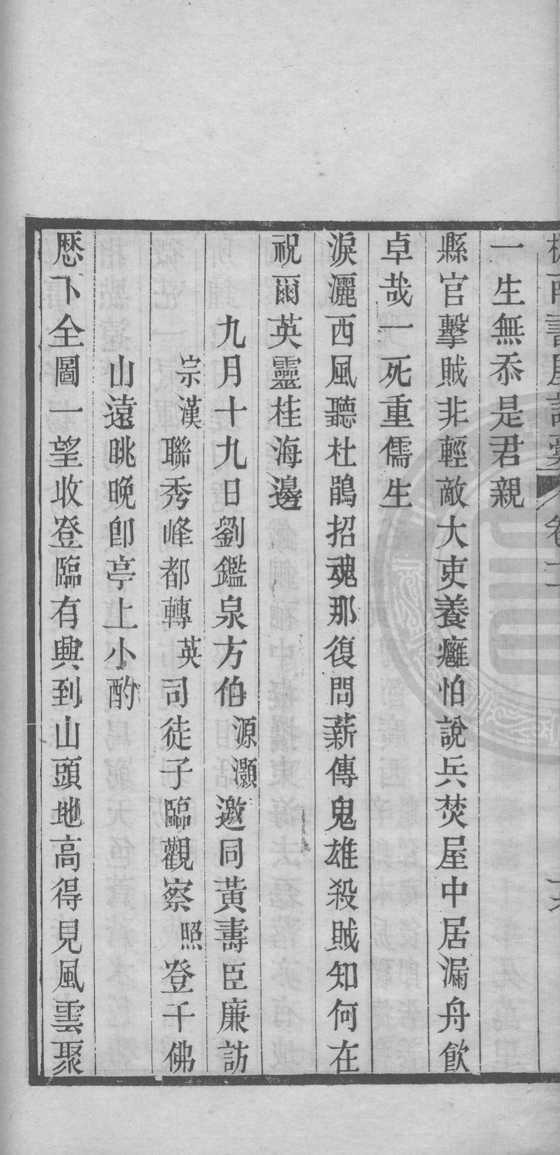 一生無忝是君親
縣官擊賊非輕敵大吏養癰怕說兵焚屋中居漏舟飲
卓哉一死重儒生
淚灑西風聽杜鵑招魂那復問薪傳鬼雄殺賊知何在
祝爾英靈桂海邊
九月十九日劉鑑泉方伯源灝邀同黃壽臣廉訪
宗漢聯秀峰都轉英司徒子臨觀察照登千佛
山遠眺晚卽亭上小酌
歷下全圖一望收登臨有興到山頭地高得見風雲聚